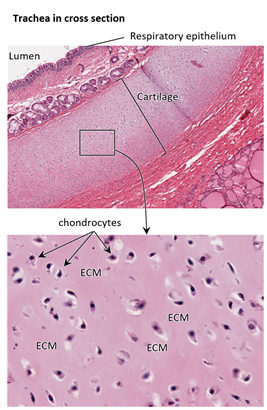 Trachea in cross section
Respiratory epithelium
Lumen
Cartilage
chondrocytes
ECM
ECM
ECM
ECM